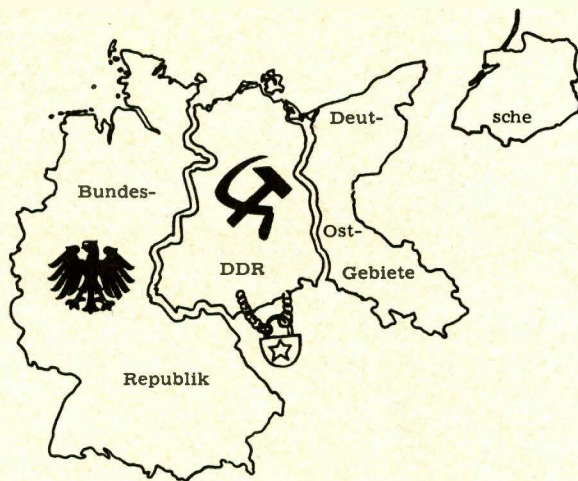 Deut-
sche
Bundes-
Ost-
DDR
Gebiete
Republik